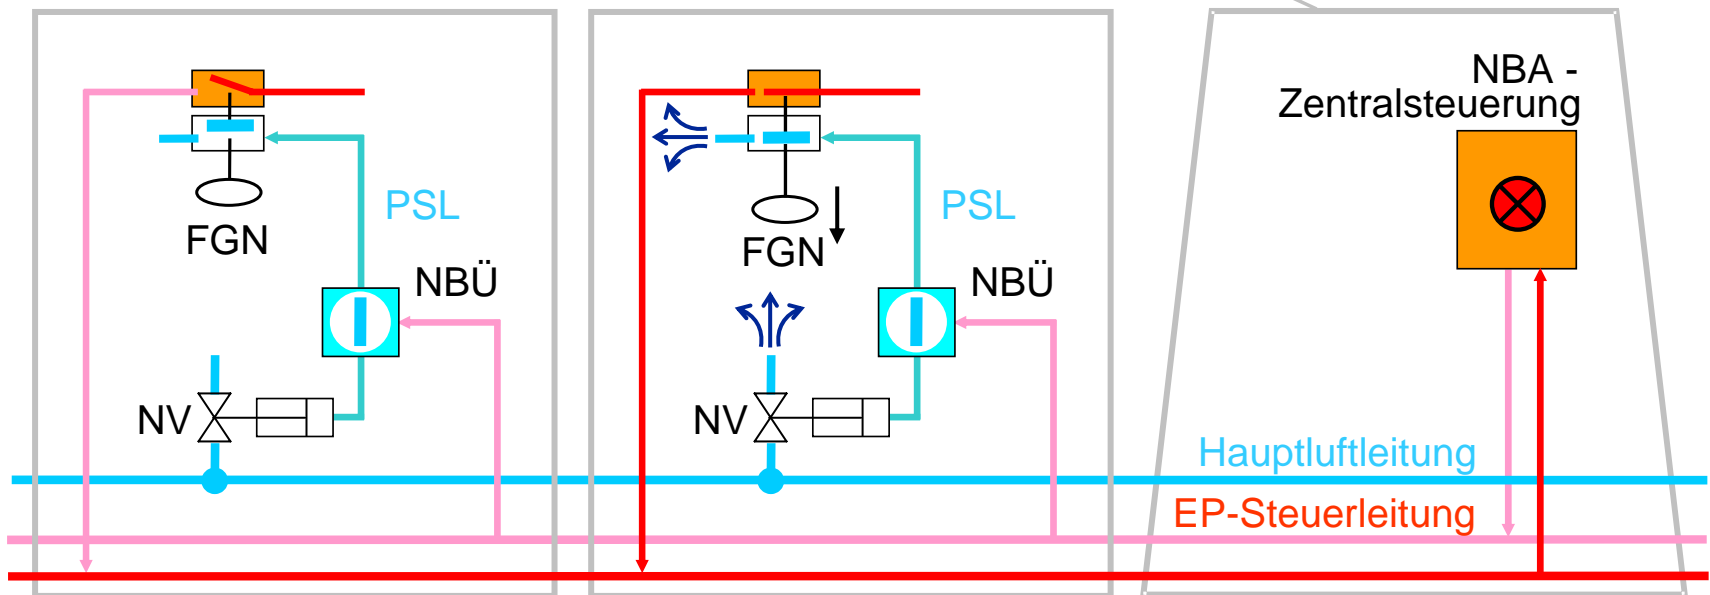 NBA -
Zentralsteuerung
PSL
PSL
FGN
FGN
NBÜ
NBÜ
NV
NV
Hauptluftleitung
EP-Steuerleitung